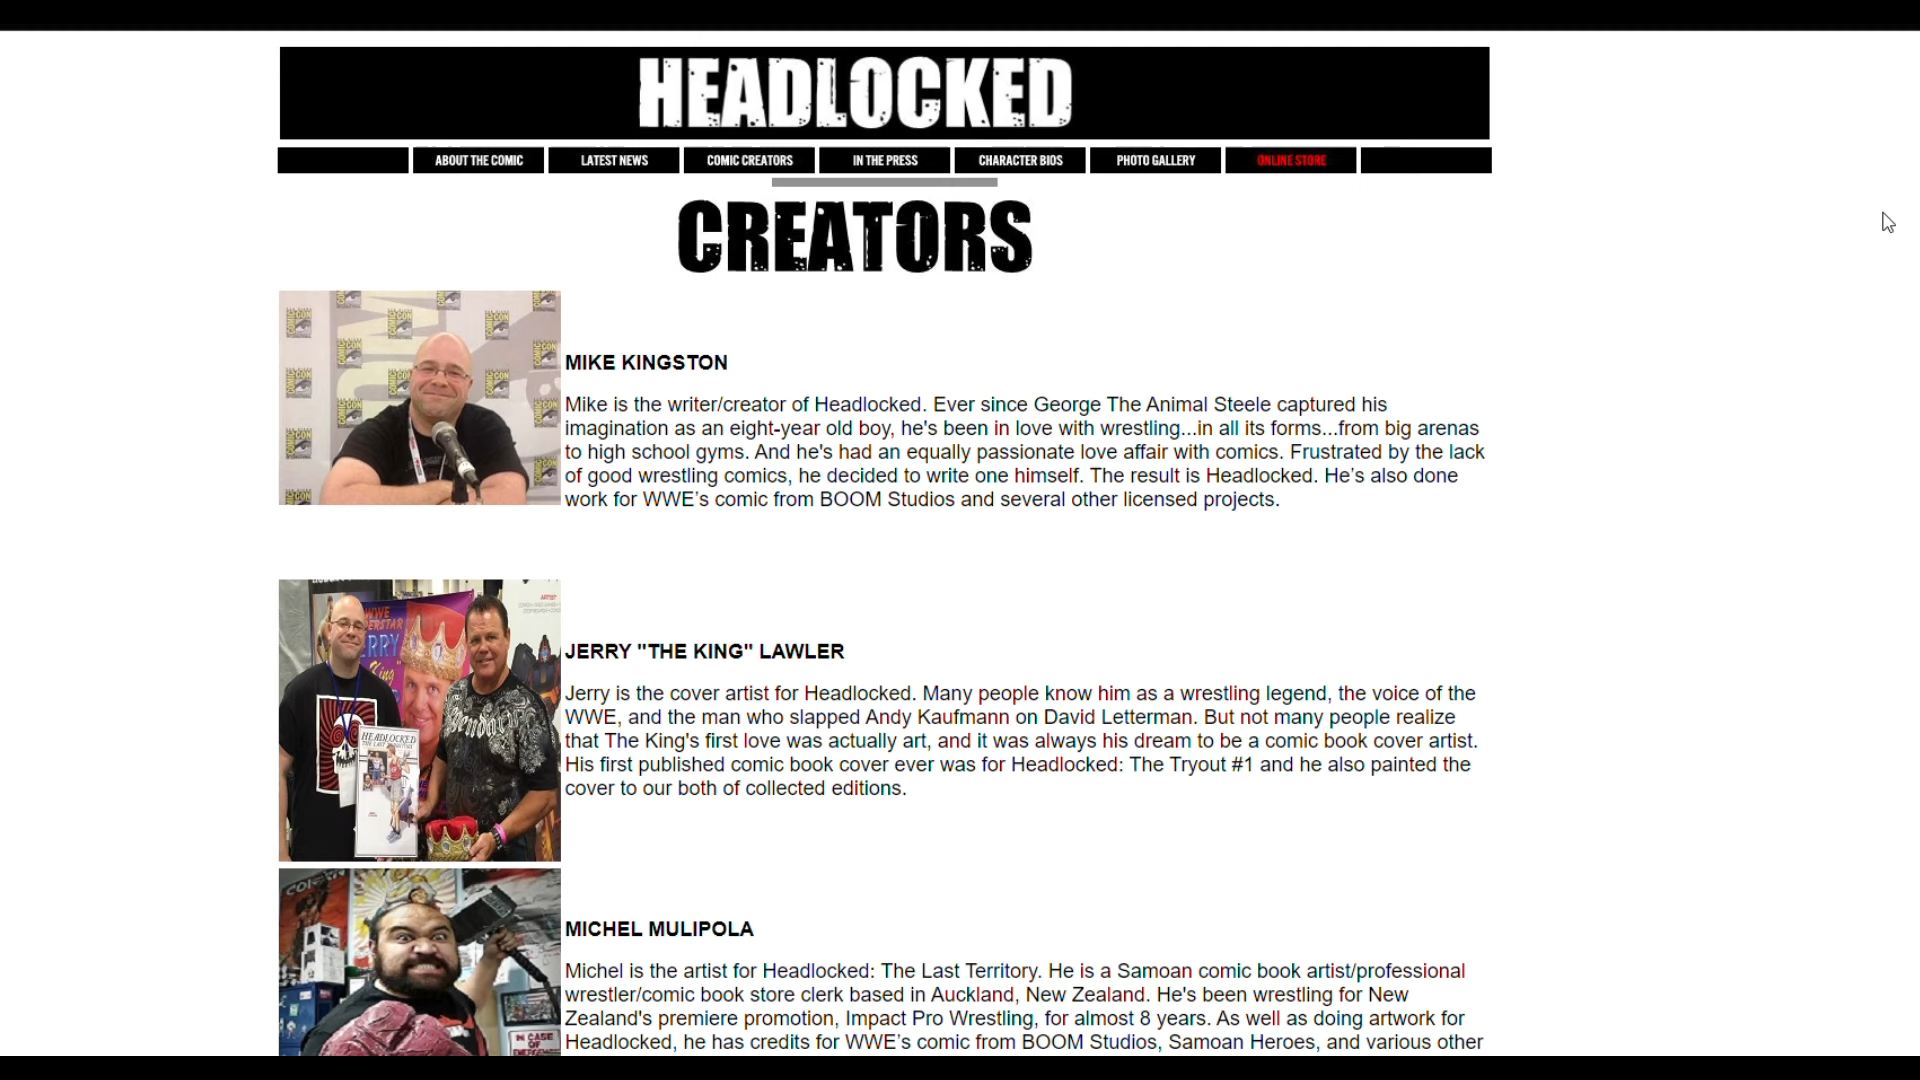 HEADLOCKED
ABOUT THE COMIC
LATEST NEWS
COMIC CREATORS
IN THE PRESS
CHARACTER BIOS
PHOTO GALLERY
ONLINE STORE
CREATORS
MIKE KINGSTON
Mike is the writer/creator of Headlocked. Ever since George The Animal Steele captured his
imagination as an eight-year old boy, he's been in love with wrestling...in all its forms...from big arenas
to high school gyms. And he's had an equally passionate love affair with comics. Frustrated by the lack
of good wrestling comics, he decided to write one himself. The result is Headlocked. He’s also done
work for WWE’s comic from BOOM Studios and several other licensed projects.
JERRY "THE KING" LAWLER
Jerry is the cover artist for Headlocked. Many people know him as a wrestling legend, the voice of the
WWE, and the man who slapped Andy Kaufmann on David Letterman. But not many people realize
that The King's first love was actually art, and it was always his dream to be a comic book cover artist.
His first published comic book cover ever was for Headlocked: The Tryout #1 and he also painted the
cover to our both of collected editions.
HEADLOCKED
MICHEL MULIPOLA
Michel is the artist for Headlocked: The Last Territory. He is a Samoan comic book artist/professional
wrestler/comic book store clerk based in Auckland, New Zealand. He's been wrestling for New
Zealand's premiere promotion, Impact Pro Wrestling, for almost 8 years. As well as doing artwork for
Headlocked, he has credits for WWE’s comic from BOOM Studios, Samoan Heroes, and various other
IN CASE
OF